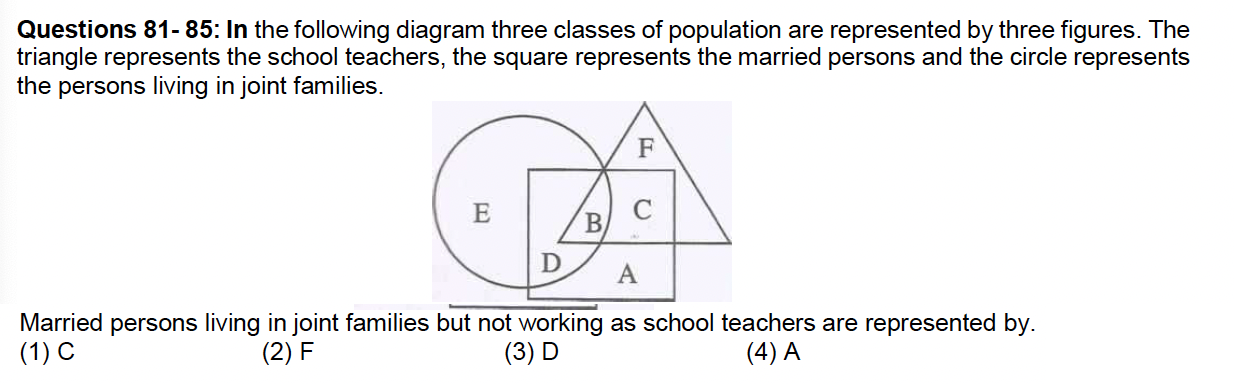 Questions 81- 85: In the following diagram three classes of population are represented by three figures. The
triangle represents the school teachers, the square represents the married persons and the circle represents
the persons living in joint families.
F
E
B
C
D
A
Married persons living in joint families but not working as school teachers are represented by.
(1) C (2) F (3) D (4) A